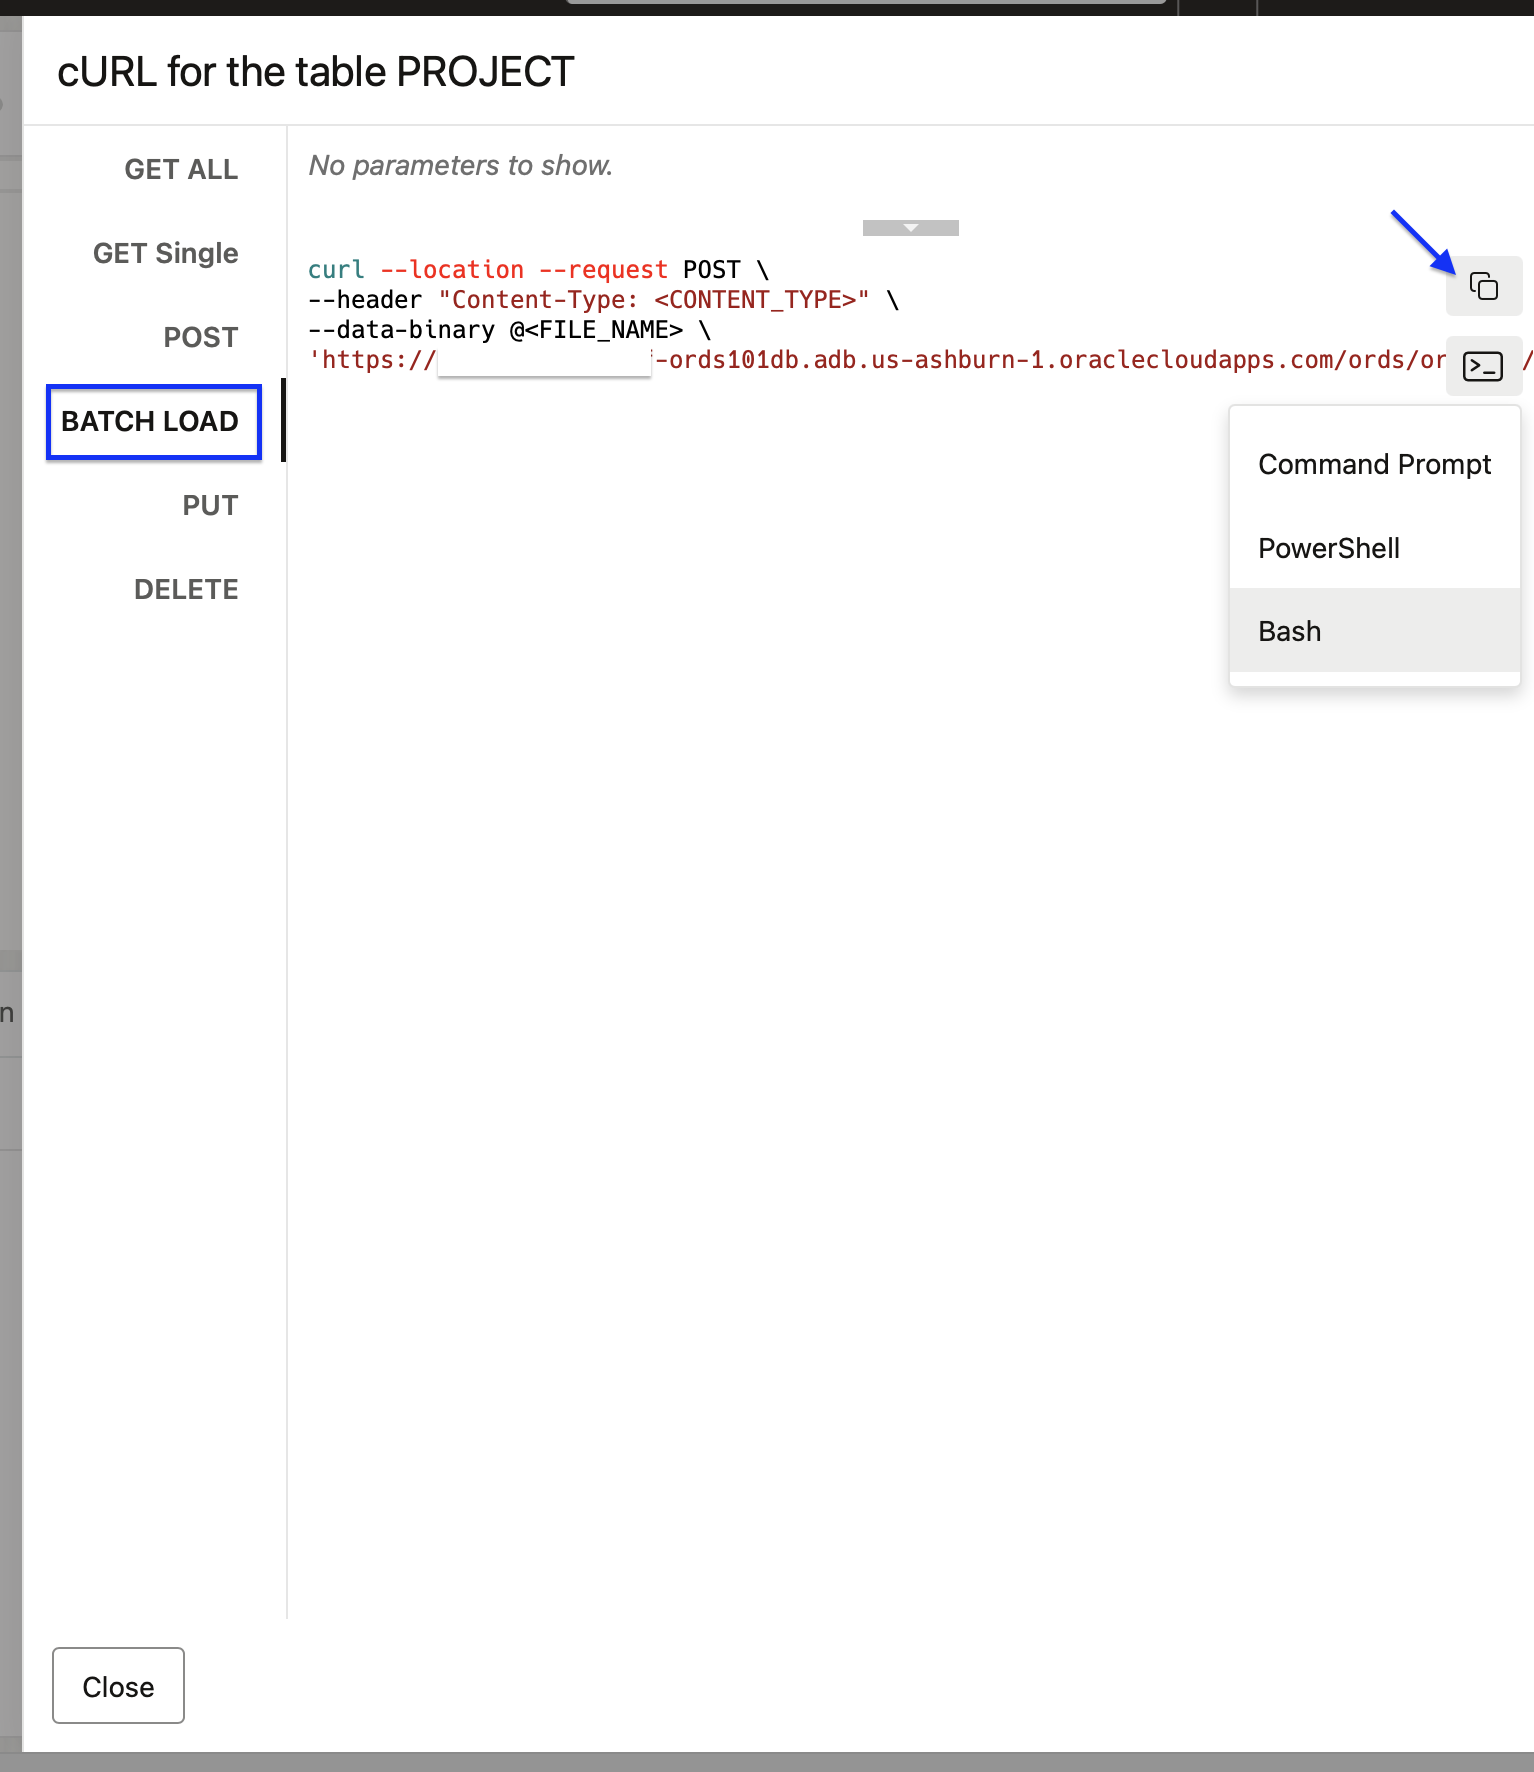 cURL for the table PROJECT
GET ALL
GET Single
POST
BATCH LOAD
PUT
DELETE
No parameters to show.
curl --location --request POST \
--header "Content-Type: <CONTENT_TYPE>" \
--data-binary @<FILE_NAME> \
'https:// -ords101db.adb.us-ashburn-1.oraclecloudapps.com/ords/or /
Command Prompt
PowerShell
Bash
n
Close